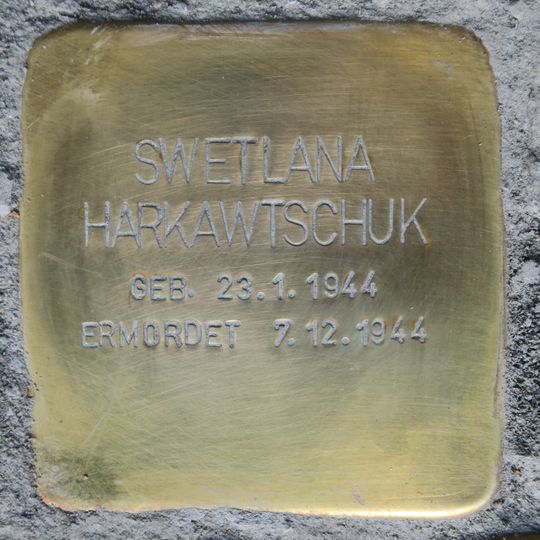 SWETLANA
HARKAWTSCHUK
GEB. 23.1.1944
ERMORDET 7.12.1944